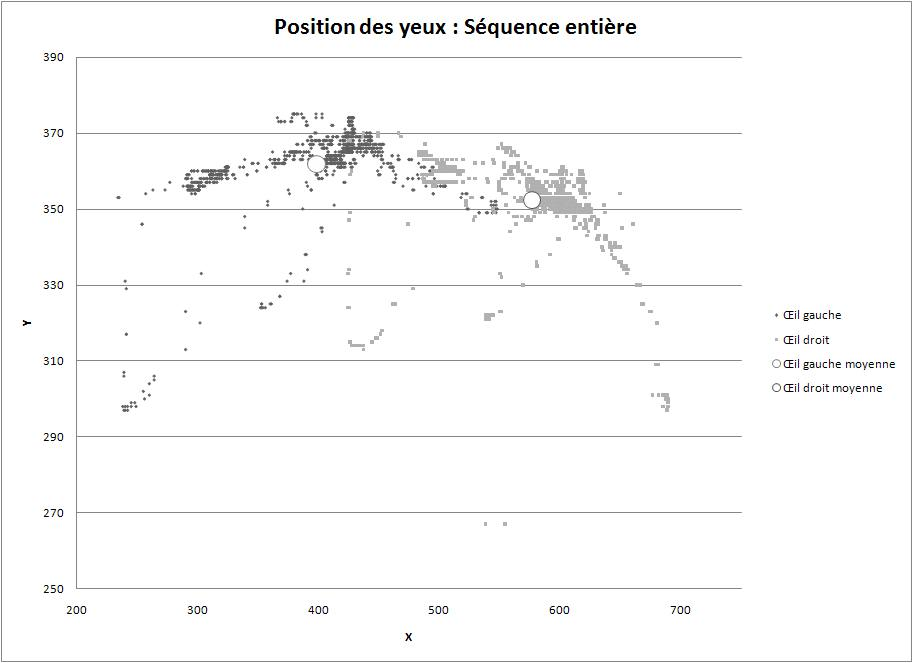 Position des yeux : Séquence entière
390
370
350
330
310
290
270
250
Y
200 300 400 500 600 700
X
Œil gauche
Œil droit
Œil gauche moyenne
Œil droit moyenne